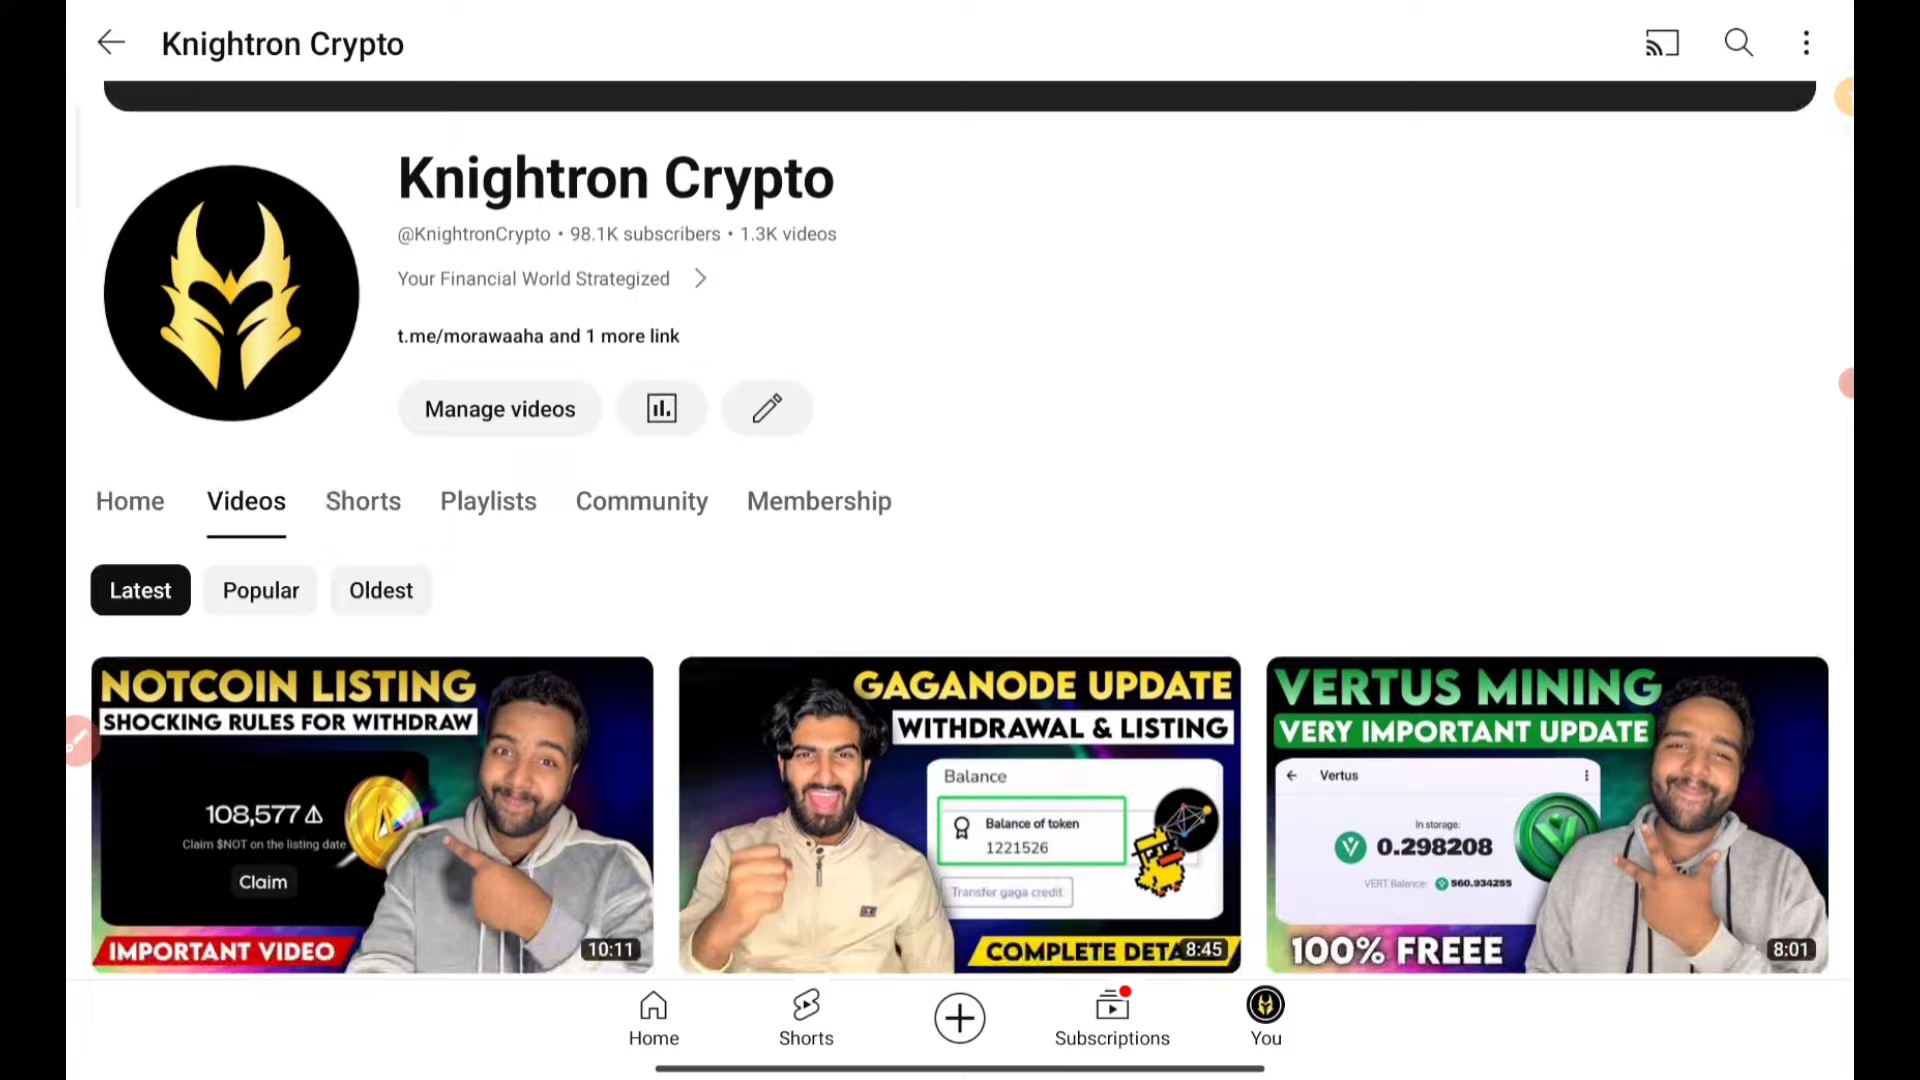 Knightron Crypto
Knightron Crypto
@KnightronCrypto • 98.1K subscribers • 1.3K videos
Your Financial World Strategized
t.me/morawaaha and 1 more link
Manage videos
Home Videos Shorts Playlists Community Membership
Latest Popular Oldest
NOTCOIN LISTING
SHOCKING RULES FOR WITHDRAW
108,577
Claim $NOT on the listing date
Claim
IMPORTANT VIDEO
10:11
GAGANODE UPDATE
WITHDRAWAL & LISTING
Balance
Balance of token
1221526
Transfer gaga credit
COMPLETE DETA
8:45
VERTUS MINING
VERY IMPORTANT UPDATE
Vertus
In storage:
0.298208
VERT Balance: 560.934255
100% FREEE
8:01
Home Shorts Subscriptions You